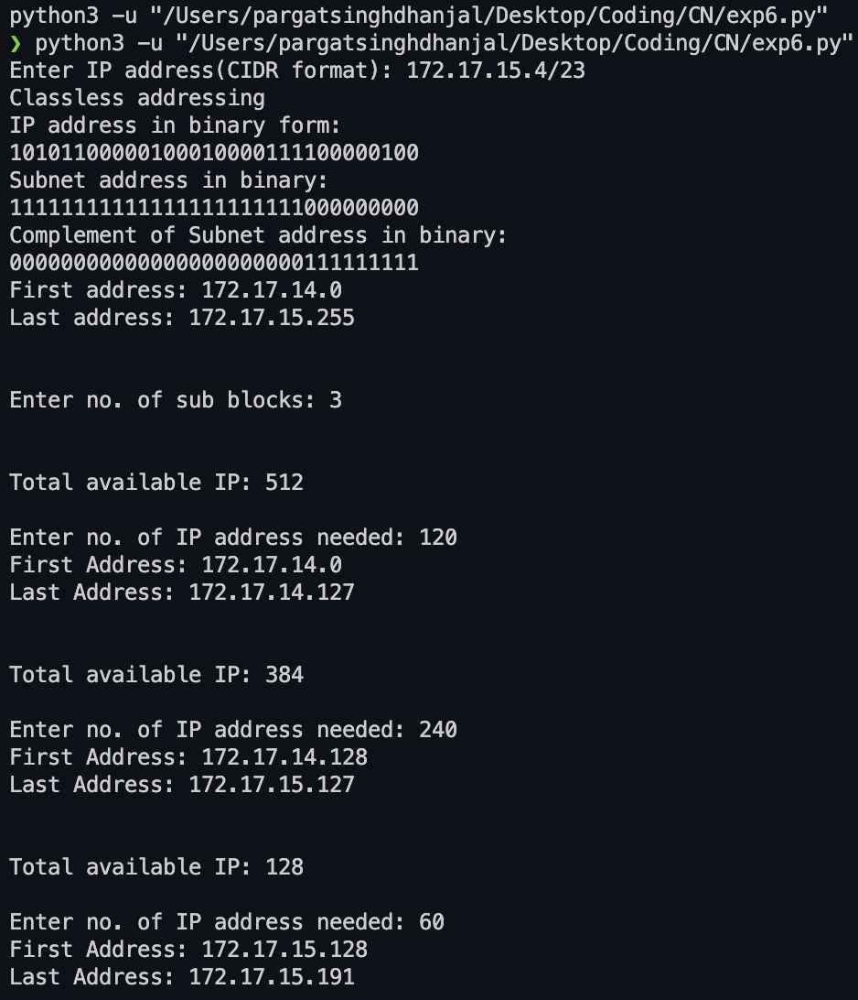 python3 -u "/Users/pargatsinghdhanjal/Desktop/Coding/CN/exp6.py"
❯ python3 -u "/Users/pargatsinghdhanjal/Desktop/Coding/CN/exp6.py"
Enter IP address(CIDR format): 172.17.15.4/23
Classless addressing
IP address in binary form:
10101100000100010000111100000100
Subnet address in binary:
11111111111111111111111000000000
Complement of Subnet address in binary:
00000000000000000000000111111111
First address: 172.17.14.0
Last address: 172.17.15.255
Enter no. of sub blocks: 3
Total available IP: 512
Enter no. of IP address needed: 120
First Address: 172.17.14.0
Last Address: 172.17.14.127
Total available IP: 384
Enter no. of IP address needed: 240
First Address: 172.17.14.128
Last Address: 172.17.15.127
Total available IP: 128
Enter no. of IP address needed: 60
First Address: 172.17.15.128
Last Address: 172.17.15.191